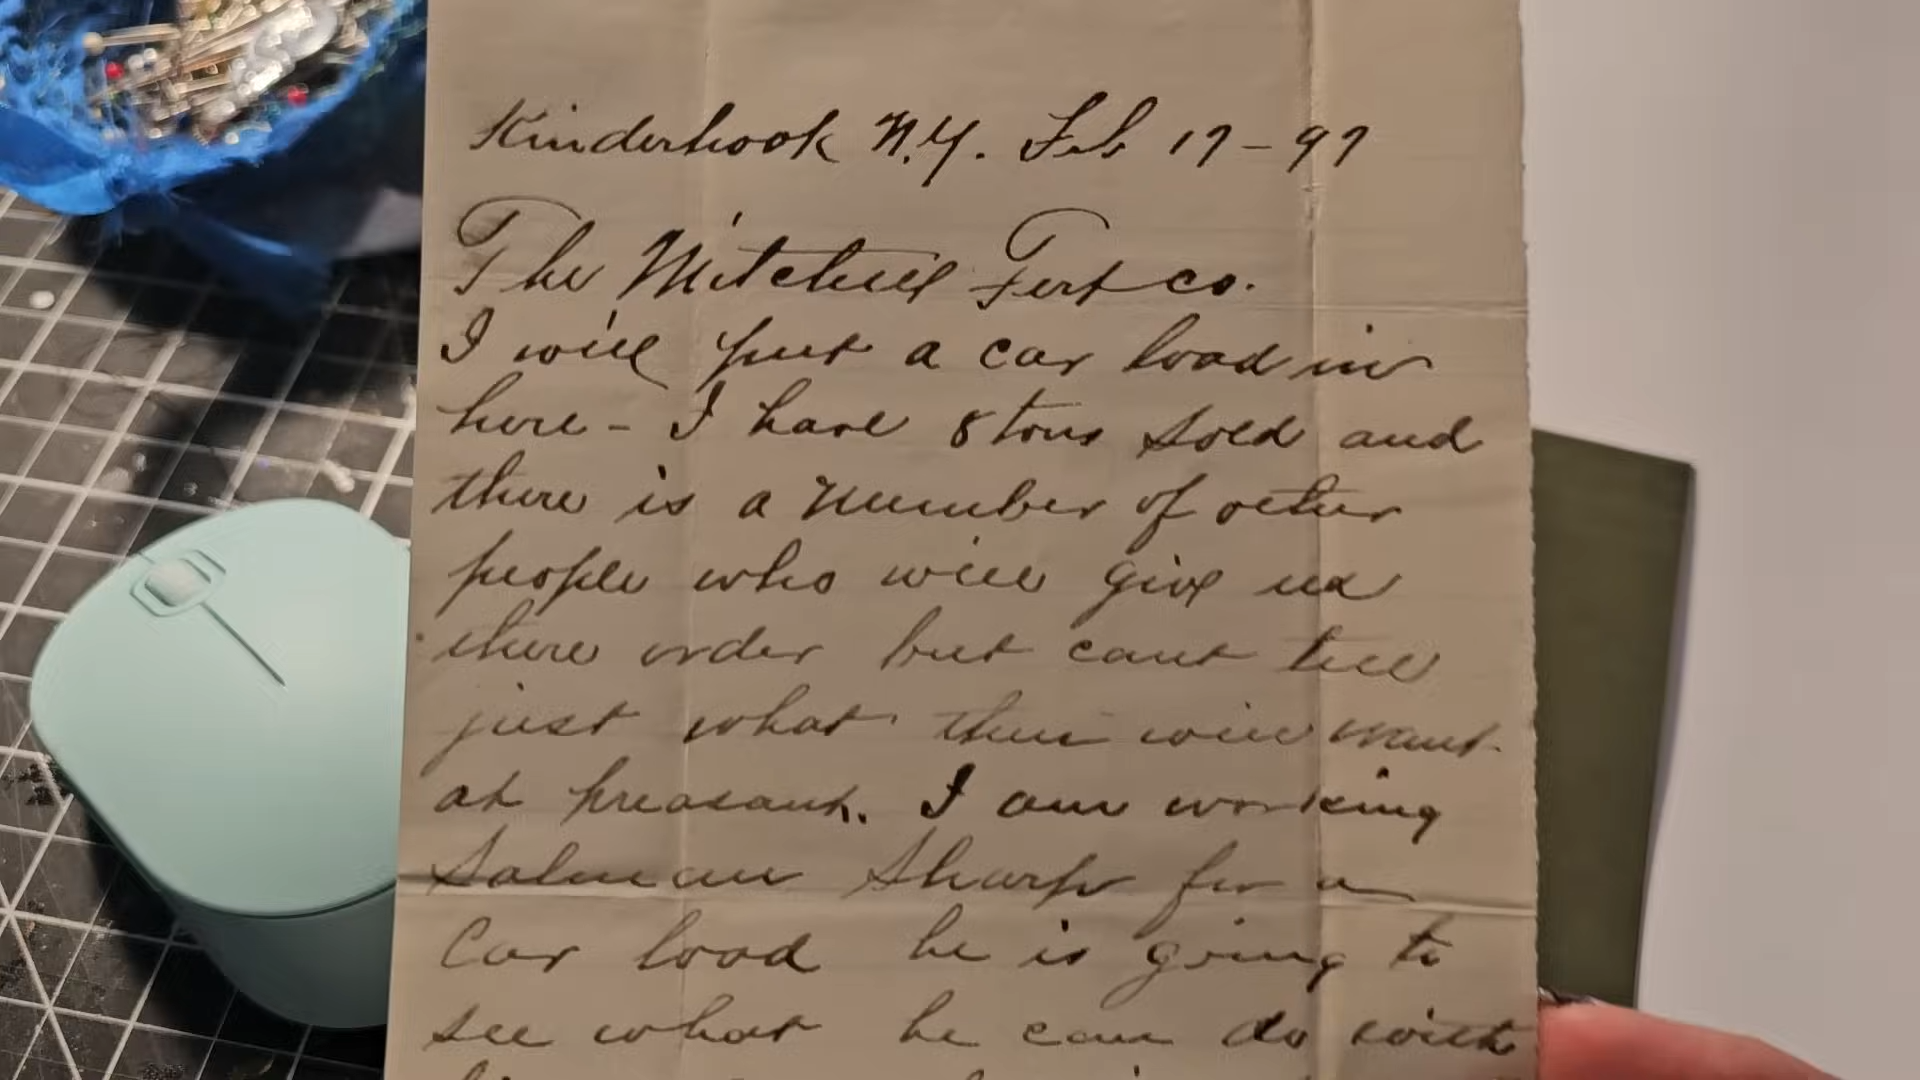 Kinderhook N.Y. Feb 17-97
The Mitchell Fert co.
I will put a car load in
here - I have 8 tons sold and
there is a number of other
people who will give us
there order but cant tell
just what they will want
at preasant. I am working
Salmon Sharp for a
Car load he is going to
see what he can do with